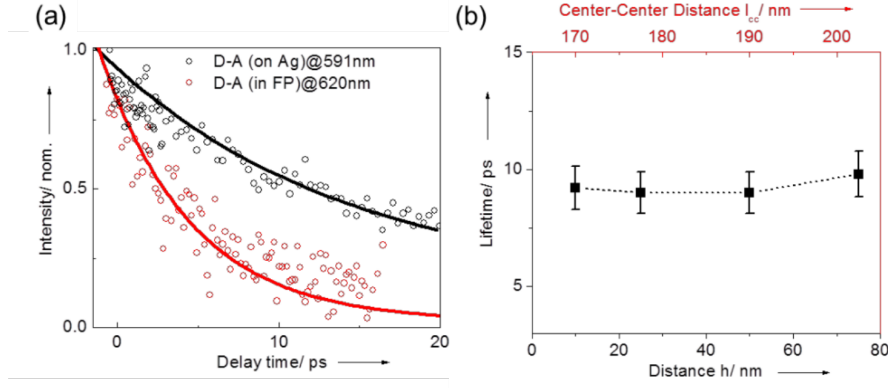 (a)
1.0
0.5
0.0
Intensity/ nom.
D-A (on Ag)@591nm
D-A (in FP)@620nm
0
10
20
Delay time/ ps
(b)
Center-Center Distance l_cc/ nm
170
180
190
200
15
10
5
Lifetime/ ps
0
20
40
60
80
Distance h/ nm